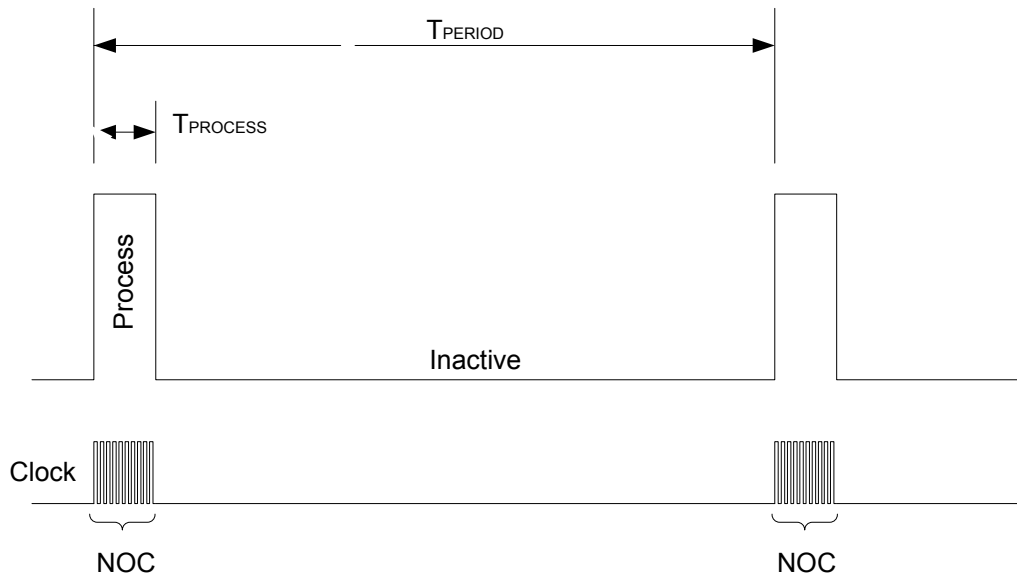 TPERIOD
TPROCESS
Process
Inactive
Clock
NOC
NOC